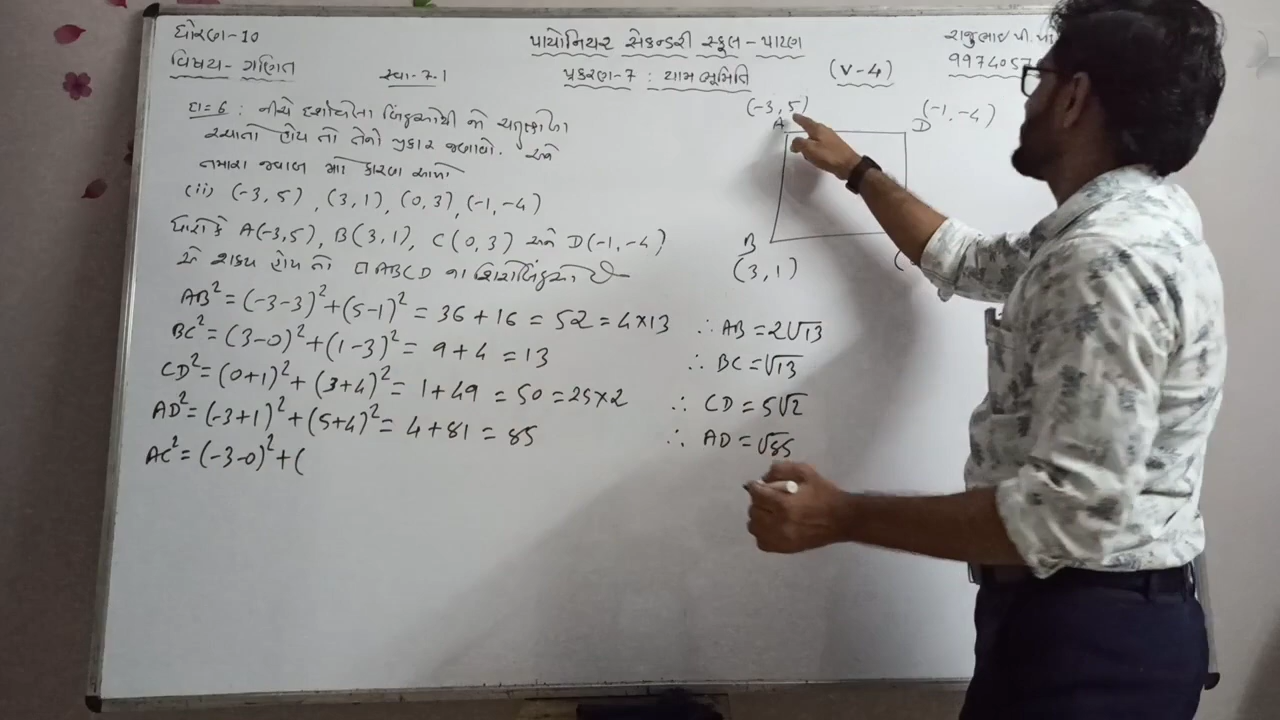 ધોરણ-10
વિષય- ગણિત
સ્વા-7.1
પાયોનિયર સેકન્ડરી સ્કૂલ-પાટણ
પ્રકરણ-7 : યામ ભૂમિતિ
(V-4)
રાજુભાઇ પી.
994057
દા=6: નીચે દર્શાવેલા બિંદુઓથી જો ચતુષ્કોણ
રચાતો હોય તો તેનો પ્રકાર જણાવો. અને
તમારા જવાબ માટે કારણ આપો
(ii) (-3,5), (3,1), (0,3), (-1,-4)
ધારો કે A(-3,5), B(3,1), C(0,3) અને D(-1,-4)
એ શક્ય હોય તો □ABCD ના શિરોબિંદુઓ છે
AB² = (-3-3)² + (5-1)² = 36+16 = 52 = 4×13 ∴ AB = 2√13
BC² = (3-0)² + (1-3)² = 9+4 = 13 ∴ BC = √13
CD² = (0+1)² + (3+4)² = 1+49 = 50 = 25×2 ∴ CD = 5√2
AD² = (-3+1)² + (5+4)² = 4+81 = 85 ∴ AD = √85
AC² = (-3-0)² + (
(-3,5)
(-1,-4)
A
D
B
(3,1)